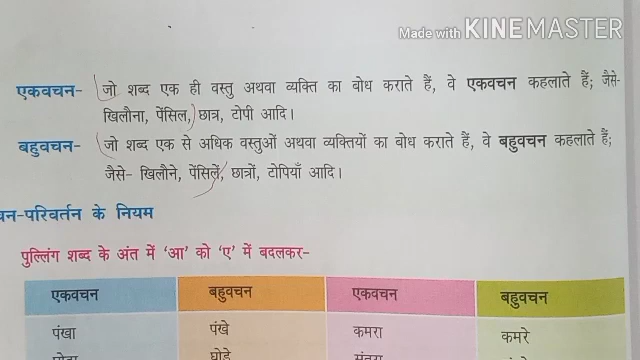 Made with KINEMASTER
एकवचन- जो शब्द एक ही वस्तु अथवा व्यक्ति का बोध कराते हैं, वे एकवचन कहलाते हैं; जैसे-
खिलौना, पेंसिल, छात्र, टोपी आदि।
बहुवचन- जो शब्द एक से अधिक वस्तुओं अथवा व्यक्तियों का बोध कराते हैं, वे बहुवचन कहलाते हैं;
जैसे- खिलौने, पेंसिलें, छात्रों, टोपियाँ आदि।
चन-परिवर्तन के नियम
पुल्लिंग शब्द के अंत में 'आ' को 'ए' में बदलकर-
एकवचन बहुवचन एकवचन बहुवचन
पंखा पंखे कमरा कमरे
घोड़े